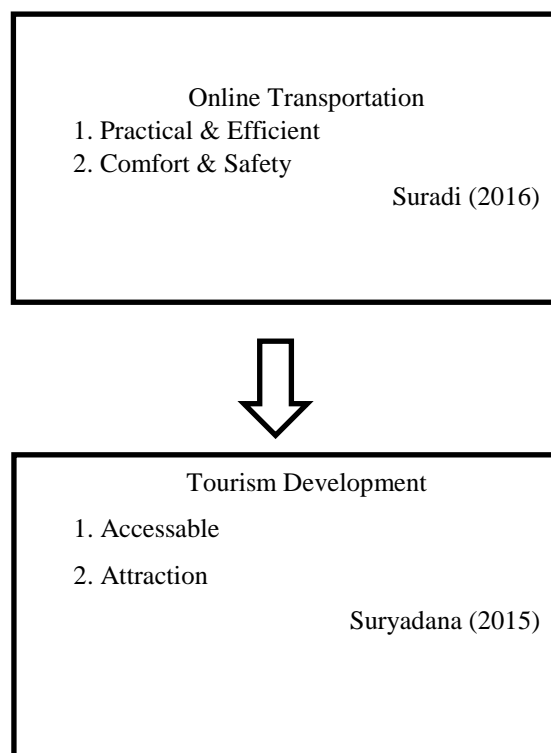 Online Transportation
1. Practical & Efficient
2. Comfort & Safety
Suradi (2016)
Tourism Development
1. Accessable
2. Attraction
Suryadana (2015)